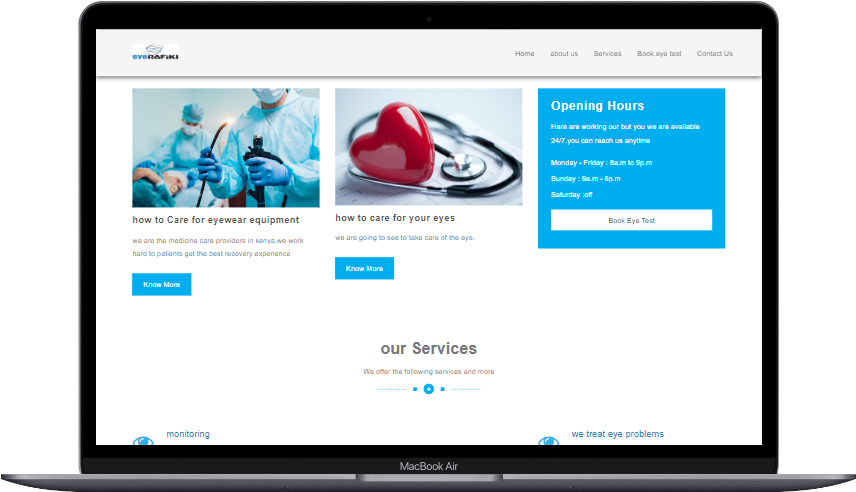 eyeRAFIKI
Home about us Services Book eye test Contact Us
how to Care for eyewear equipment
we are the medicine care providers in kenya.we work
hard to patients get the best recovery experience
Know More
how to care for your eyes
we are going to see to take care of the eye.
Know More
Opening Hours
Here are working our but you we are available
24/7.you can reach us anytime
Monday - Friday : 8a.m to 9p.m
Sunday : 9a.m - 6p.m
Saturday :off
Book Eye Test
our Services
We offer the following services and more
monitoring
we treat eye problems
MacBook Air